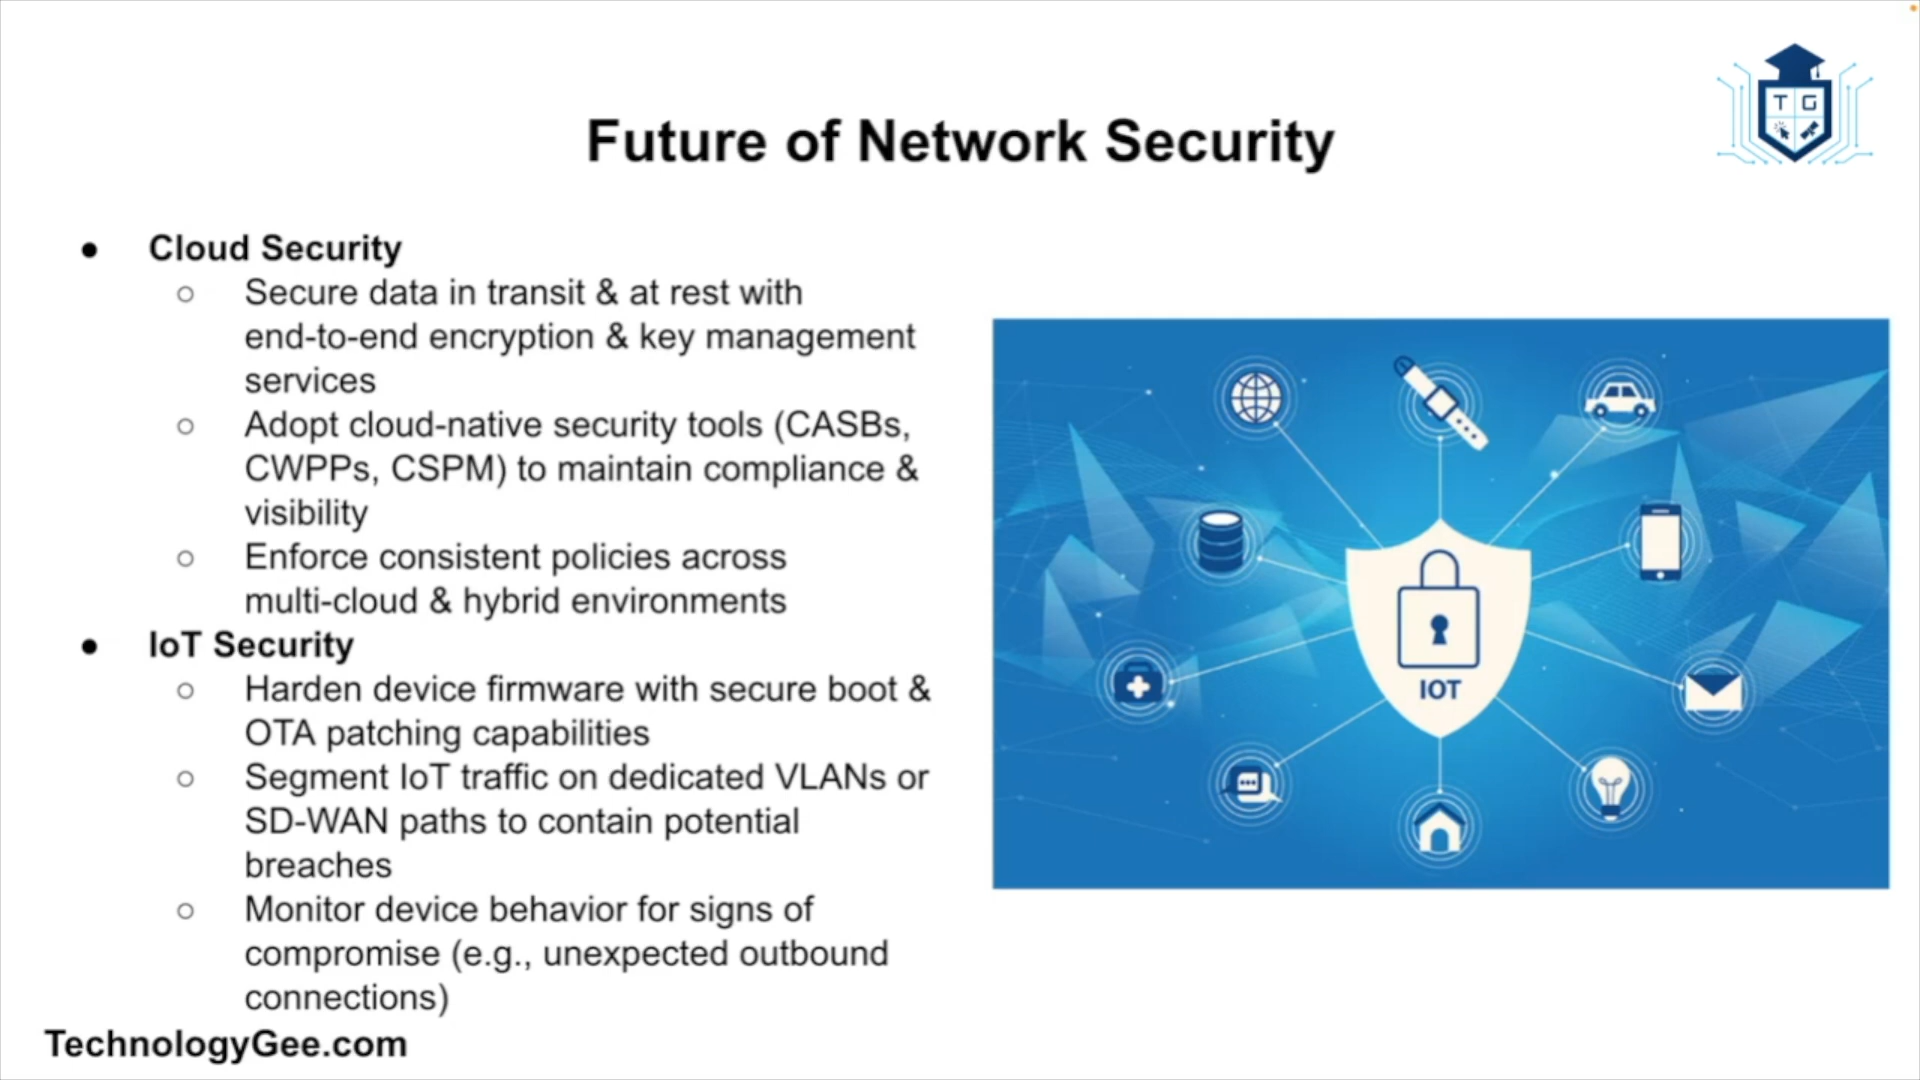 T G
Future of Network Security
● Cloud Security
○ Secure data in transit & at rest with
end-to-end encryption & key management
services
○ Adopt cloud-native security tools (CASBs,
CWPPs, CSPM) to maintain compliance &
visibility
○ Enforce consistent policies across
multi-cloud & hybrid environments
● IoT Security
○ Harden device firmware with secure boot &
OTA patching capabilities
○ Segment IoT traffic on dedicated VLANs or
SD-WAN paths to contain potential
breaches
○ Monitor device behavior for signs of
compromise (e.g., unexpected outbound
connections)
IOT
TechnologyGee.com